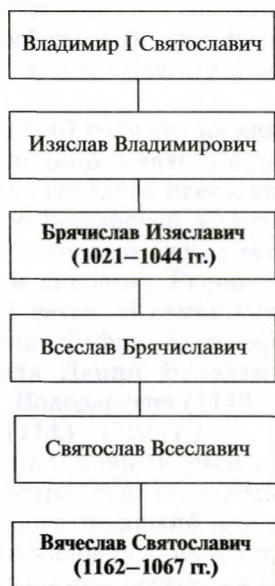 Владимир I Святославич
Изяслав Владимирович
Брячислав Изяславич
(1021–1044 гг.)
Всеслав Брячиславич
Святослав Всеславич
Вячеслав Святославич
(1162–1067 гг.)